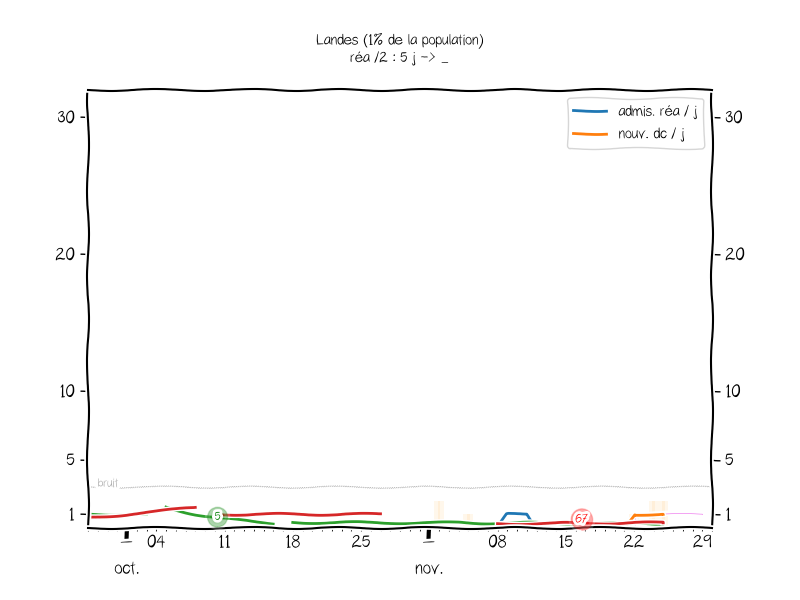 Landes (1% de la population)
réa /2 : 5 j -> _
30
20
10
5
1
30
20
10
5
1
admis. réa / j
nouv. dc / j
bruit
5
67
04
11
18
25
08
15
22
29
oct.
nov.